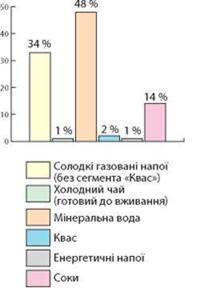 50
48 %
40
34 %
30
20
14 %
10
1 %
2 %
1 %
0
Солодкі газовані напої
(без сегмента «Квас»)
Холодний чай
(готовий до вживання)
Мінеральна вода
Квас
Енергетичні напої
Соки